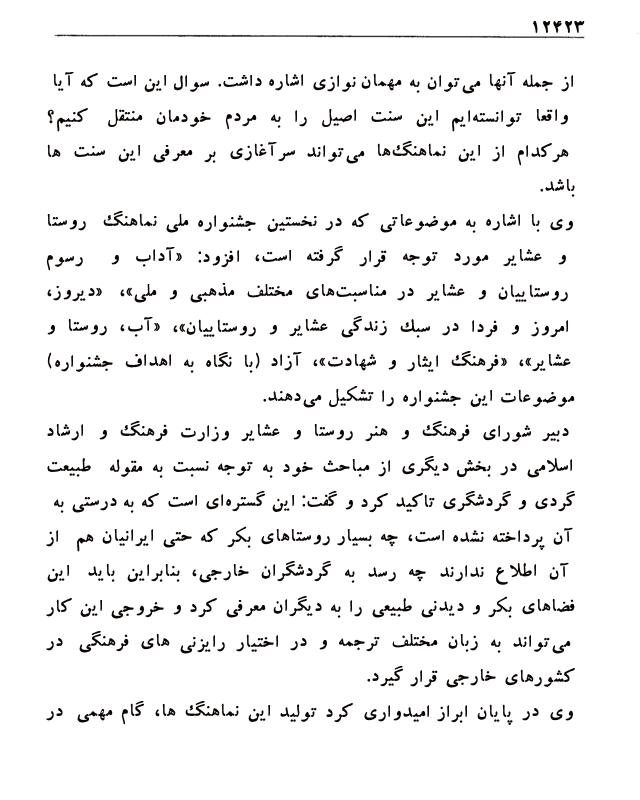 ۱۲۴۲۳
از جمله آنها می‌توان به مهمان نوازی اشاره داشت. سوال این است که آیا
واقعا توانسته‌ایم این سنت اصیل را به مردم خودمان منتقل کنیم؟
هرکدام از این نماهنگ‌ها می‌تواند سرآغازی بر معرفی این سنت ها
باشد.
وی با اشاره به موضوعاتی که در نخستین جشنواره ملی نماهنگ روستا
و عشایر مورد توجه قرار گرفته است، افزود: «آداب و رسوم
روستاییان و عشایر در مناسبت‌های مختلف مذهبی و ملی»، «دیروز،
امروز و فردا در سبک زندگی عشایر و روستاییان»، «آب، روستا و
عشایر»، «فرهنگ ایثار و شهادت»، آزاد (با نگاه به اهداف جشنواره)
موضوعات این جشنواره را تشکیل می‌دهند.
دبیر شورای فرهنگ و هنر روستا و عشایر وزارت فرهنگ و ارشاد
اسلامی در بخش دیگری از مباحث خود به توجه نسبت به مقوله طبیعت
گردی و گردشگری تاکید کرد و گفت: این گستره‌ای است که به درستی به
آن پرداخته نشده است، چه بسیار روستاهای بکر که حتی ایرانیان هم از
آن اطلاع ندارند چه رسد به گردشگران خارجی، بنابراین باید این
فضاهای بکر و دیدنی طبیعی را به دیگران معرفی کرد و خروجی این کار
می‌تواند به زبان مختلف ترجمه و در اختیار رایزنی های فرهنگی در
کشورهای خارجی قرار گیرد.
وی در پایان ابراز امیدواری کرد تولید این نماهنگ ها، گام مهمی در